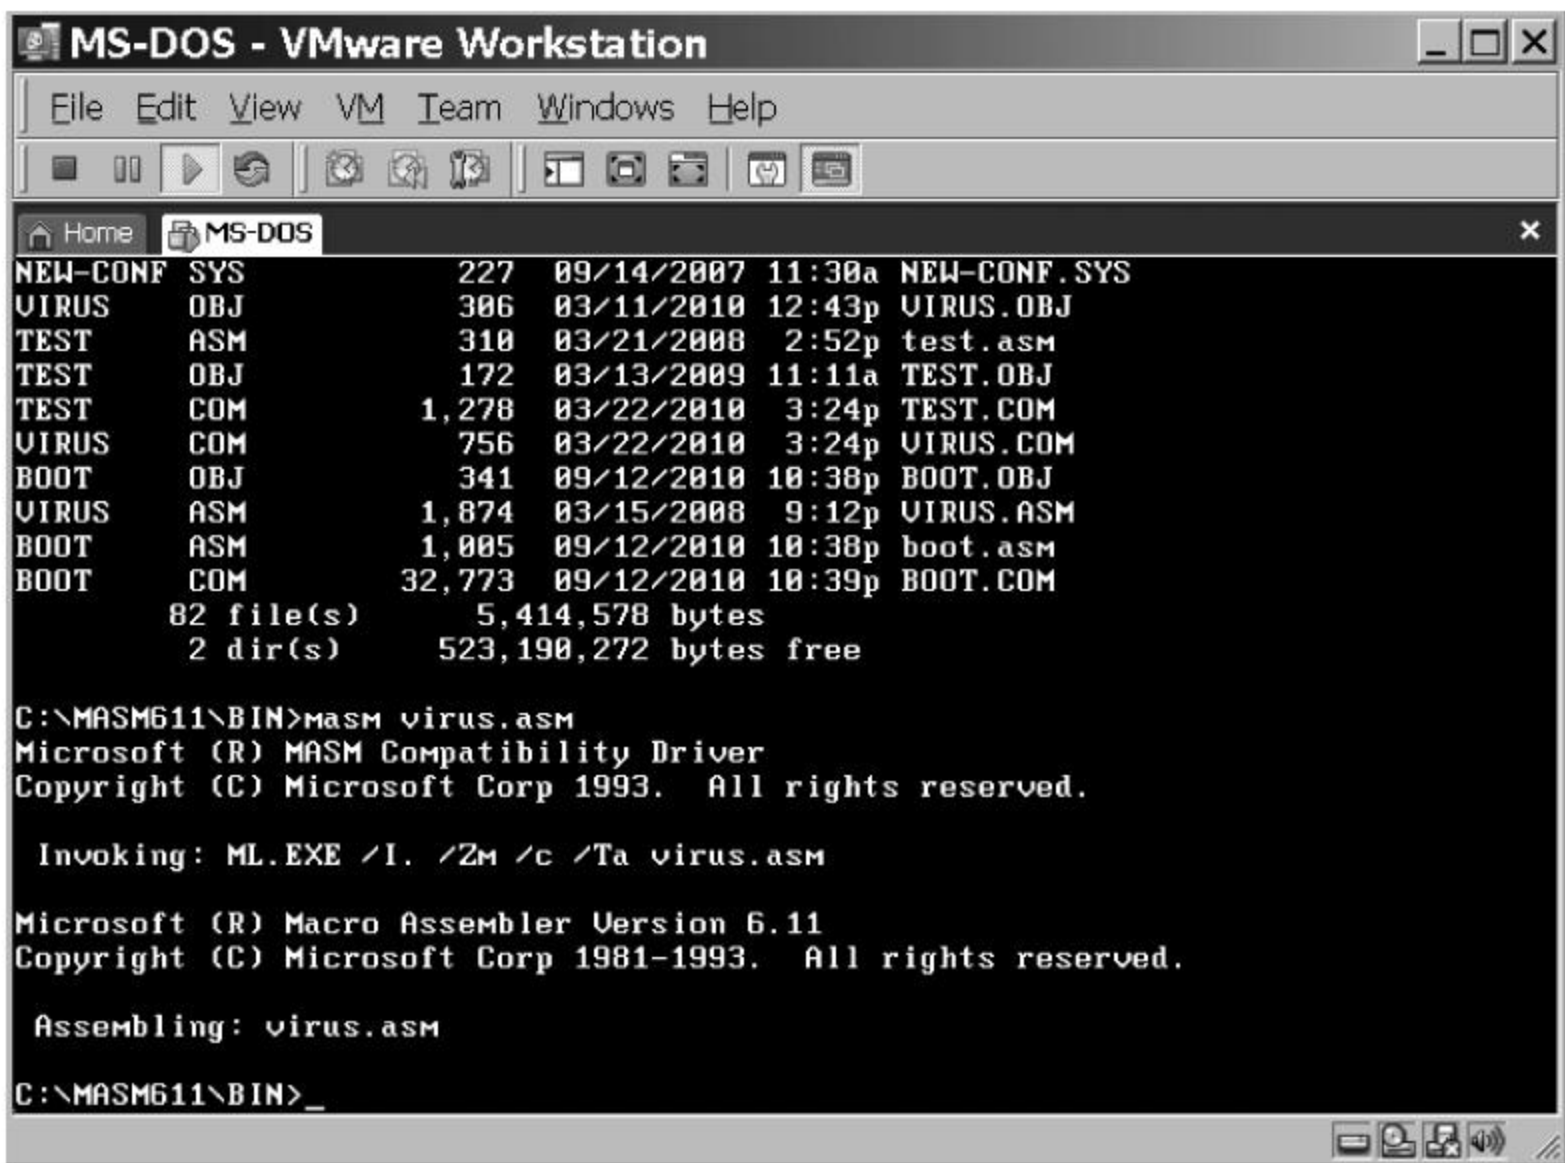 MS-DOS - VMware Workstation
File Edit View VM Team Windows Help
Home MS-DOS
NEW-CONF SYS 227 09/14/2007 11:30a NEW-CONF.SYS
VIRUS OBJ 306 03/11/2010 12:43p VIRUS.OBJ
TEST ASM 310 03/21/2008 2:52p test.asm
TEST OBJ 172 03/13/2009 11:11a TEST.OBJ
TEST COM 1,278 03/22/2010 3:24p TEST.COM
VIRUS COM 756 03/22/2010 3:24p VIRUS.COM
BOOT OBJ 341 09/12/2010 10:38p BOOT.OBJ
VIRUS ASM 1,874 03/15/2008 9:12p VIRUS.ASM
BOOT ASM 1,005 09/12/2010 10:38p boot.asm
BOOT COM 32,773 09/12/2010 10:39p BOOT.COM
82 file(s) 5,414,578 bytes
2 dir(s) 523,190,272 bytes free
C:\MASM611\BIN>masm virus.asm
Microsoft (R) MASM Compatibility Driver
Copyright (C) Microsoft Corp 1993. All rights reserved.
Invoking: ML.EXE /I. /Zm /c /Ta virus.asm
Microsoft (R) Macro Assembler Version 6.11
Copyright (C) Microsoft Corp 1981-1993. All rights reserved.
Assembling: virus.asm
C:\MASM611\BIN>_